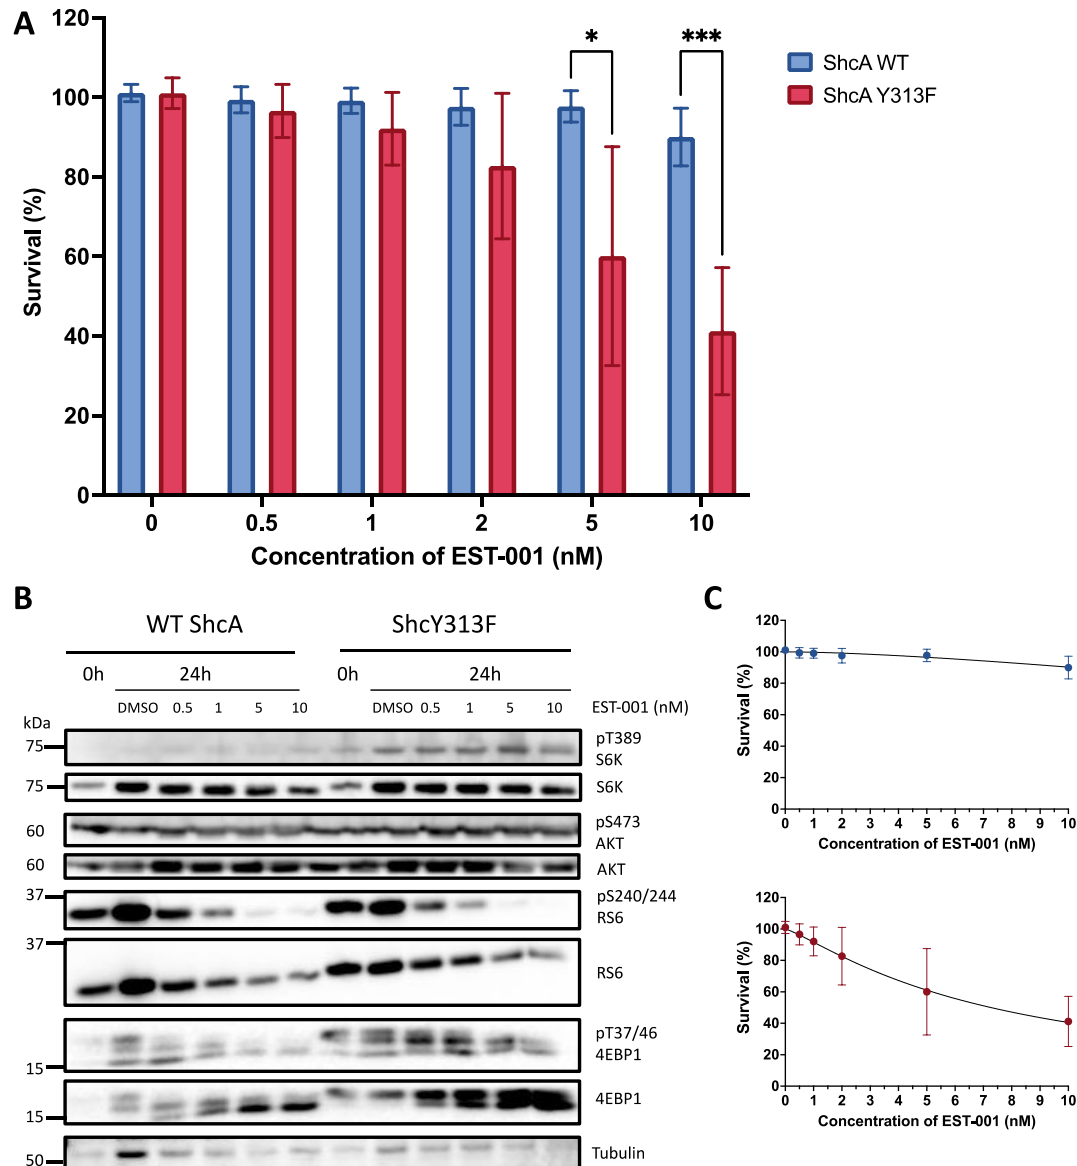 A
120
100
80
60
40
20
0
Survival (%)
* ***
ShcA WT
ShcA Y313F
0 0.5 1 2 5 10
Concentration of EST-001 (nM)
B
WT ShcA ShcY313F
0h 24h 0h 24h
DMSO 0.5 1 5 10 DMSO 0.5 1 5 10 EST-001 (nM)
kDa
75 pT389
S6K
75 S6K
60 pS473
AKT
60 AKT
37 pS240/244
RS6
37
RS6
pT37/46
15 4EBP1
15 4EBP1
50 Tubulin
C
120
100
80
60
40
20
0
Survival (%)
0 1 2 3 4 5 6 7 8 9 10
Concentration of EST-001 (nM)
120
100
80
60
40
20
0
Survival (%)
0 1 2 3 4 5 6 7 8 9 10
Concentration of EST-001 (nM)